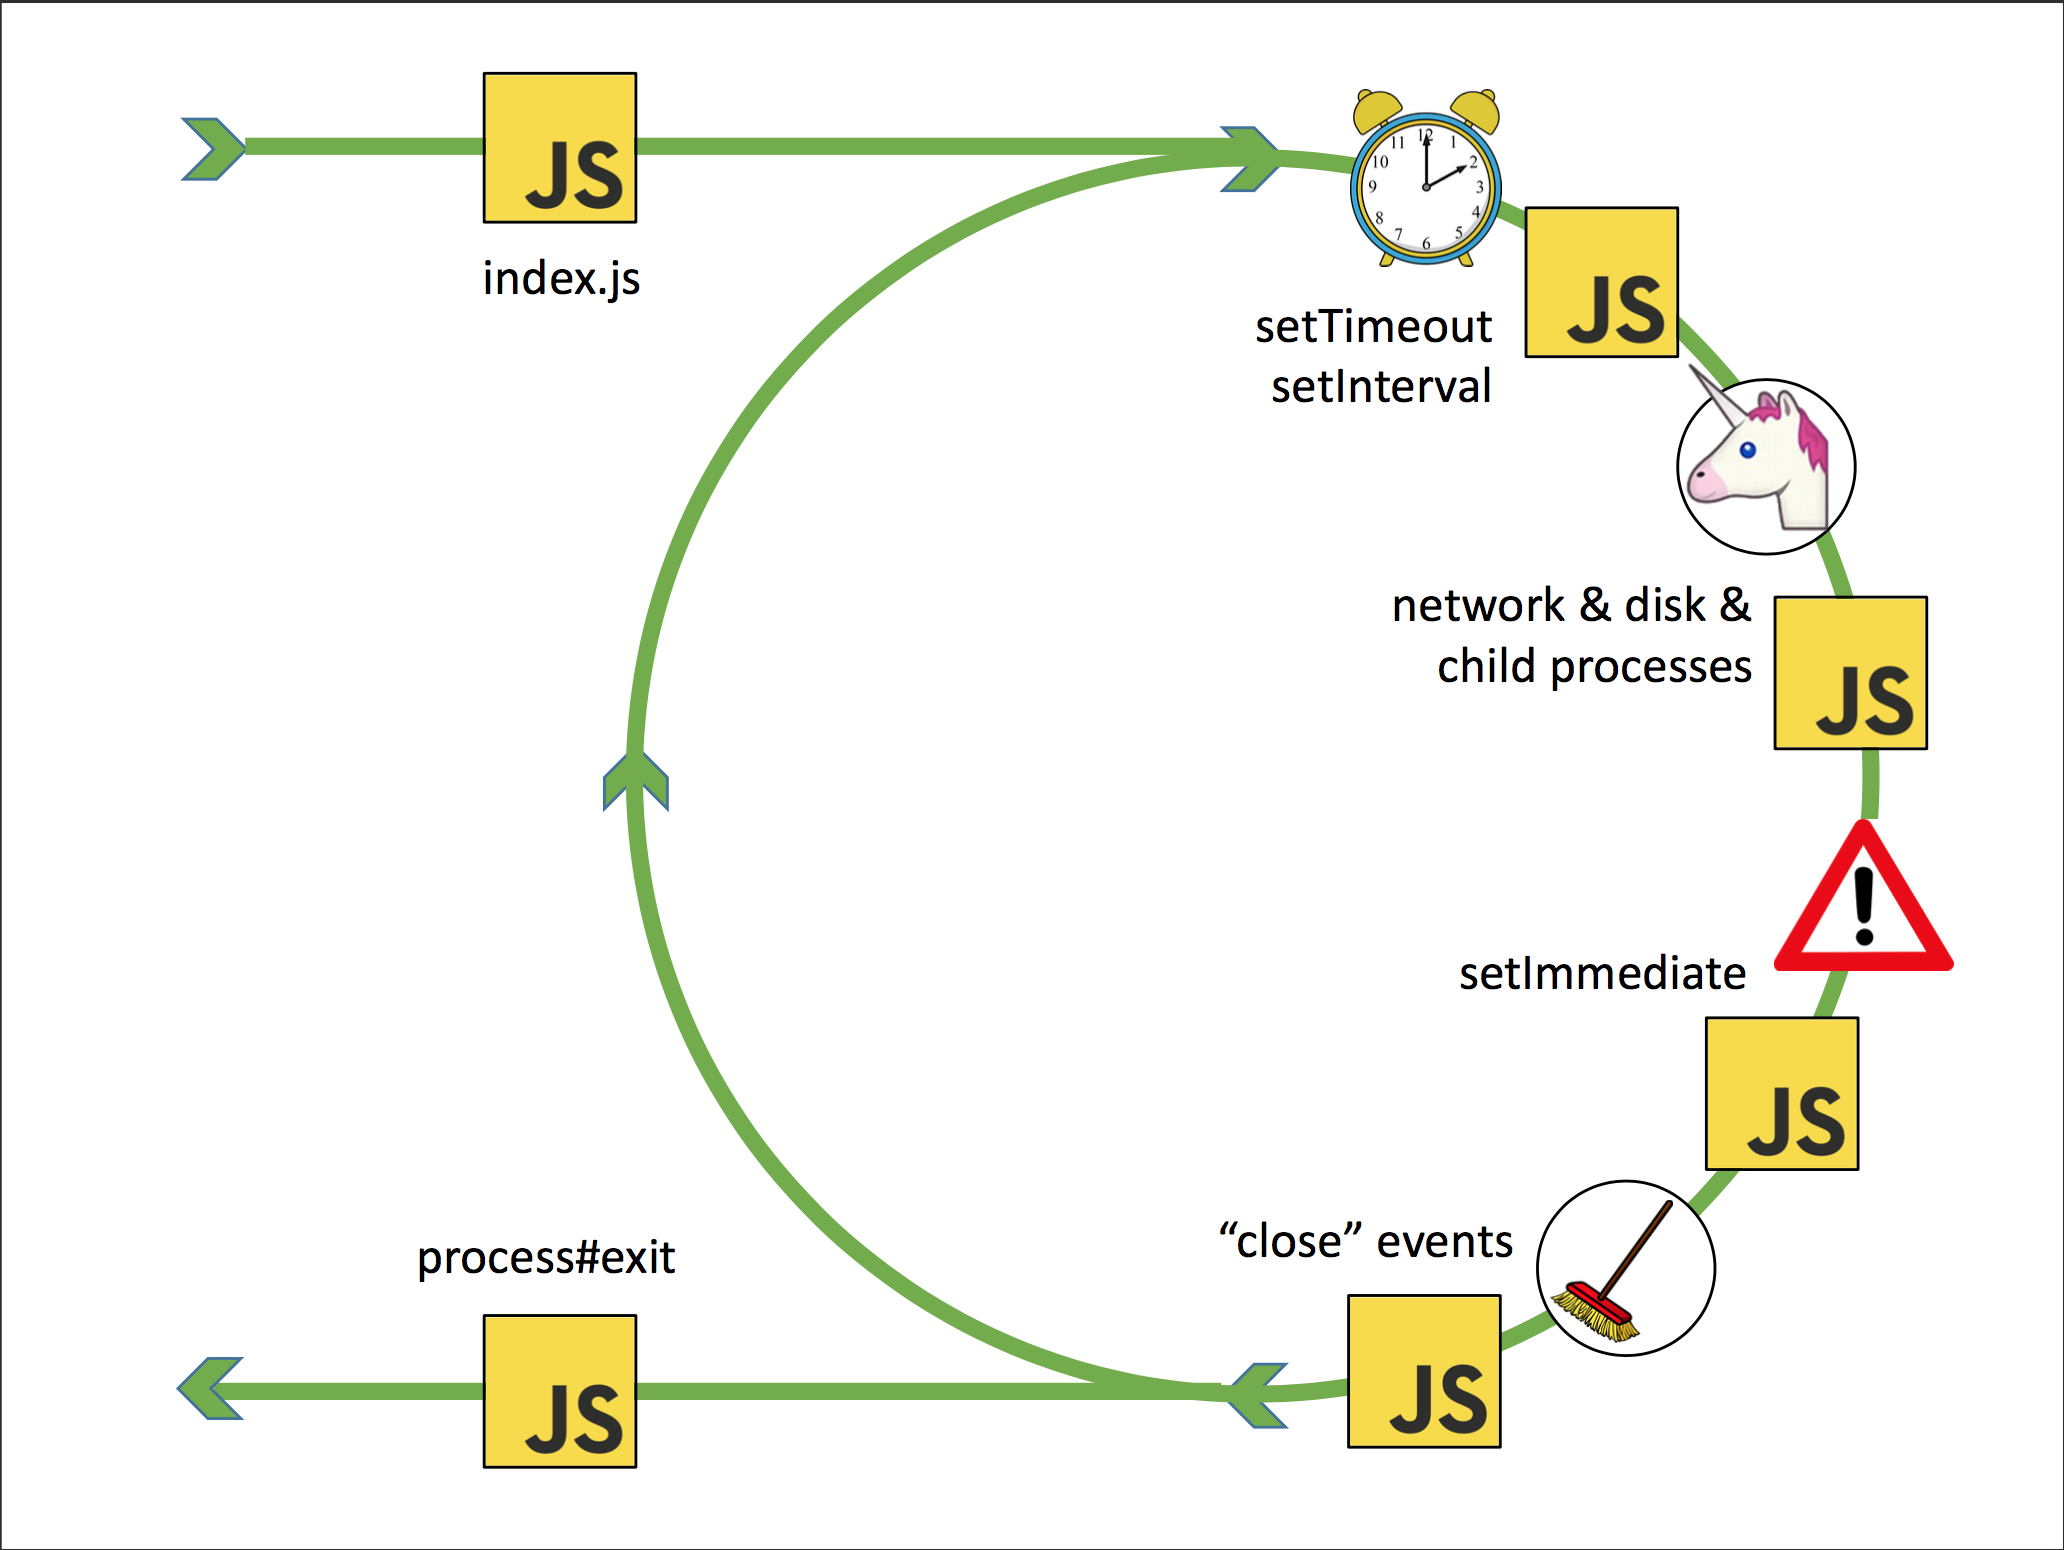 JS
index.js
12
11
1
10
2
9
3
8
4
7
5
6
setTimeout
setInterval
JS
network & disk &
child processes
JS
!
setImmediate
JS
“close” events
JS
process#exit
JS